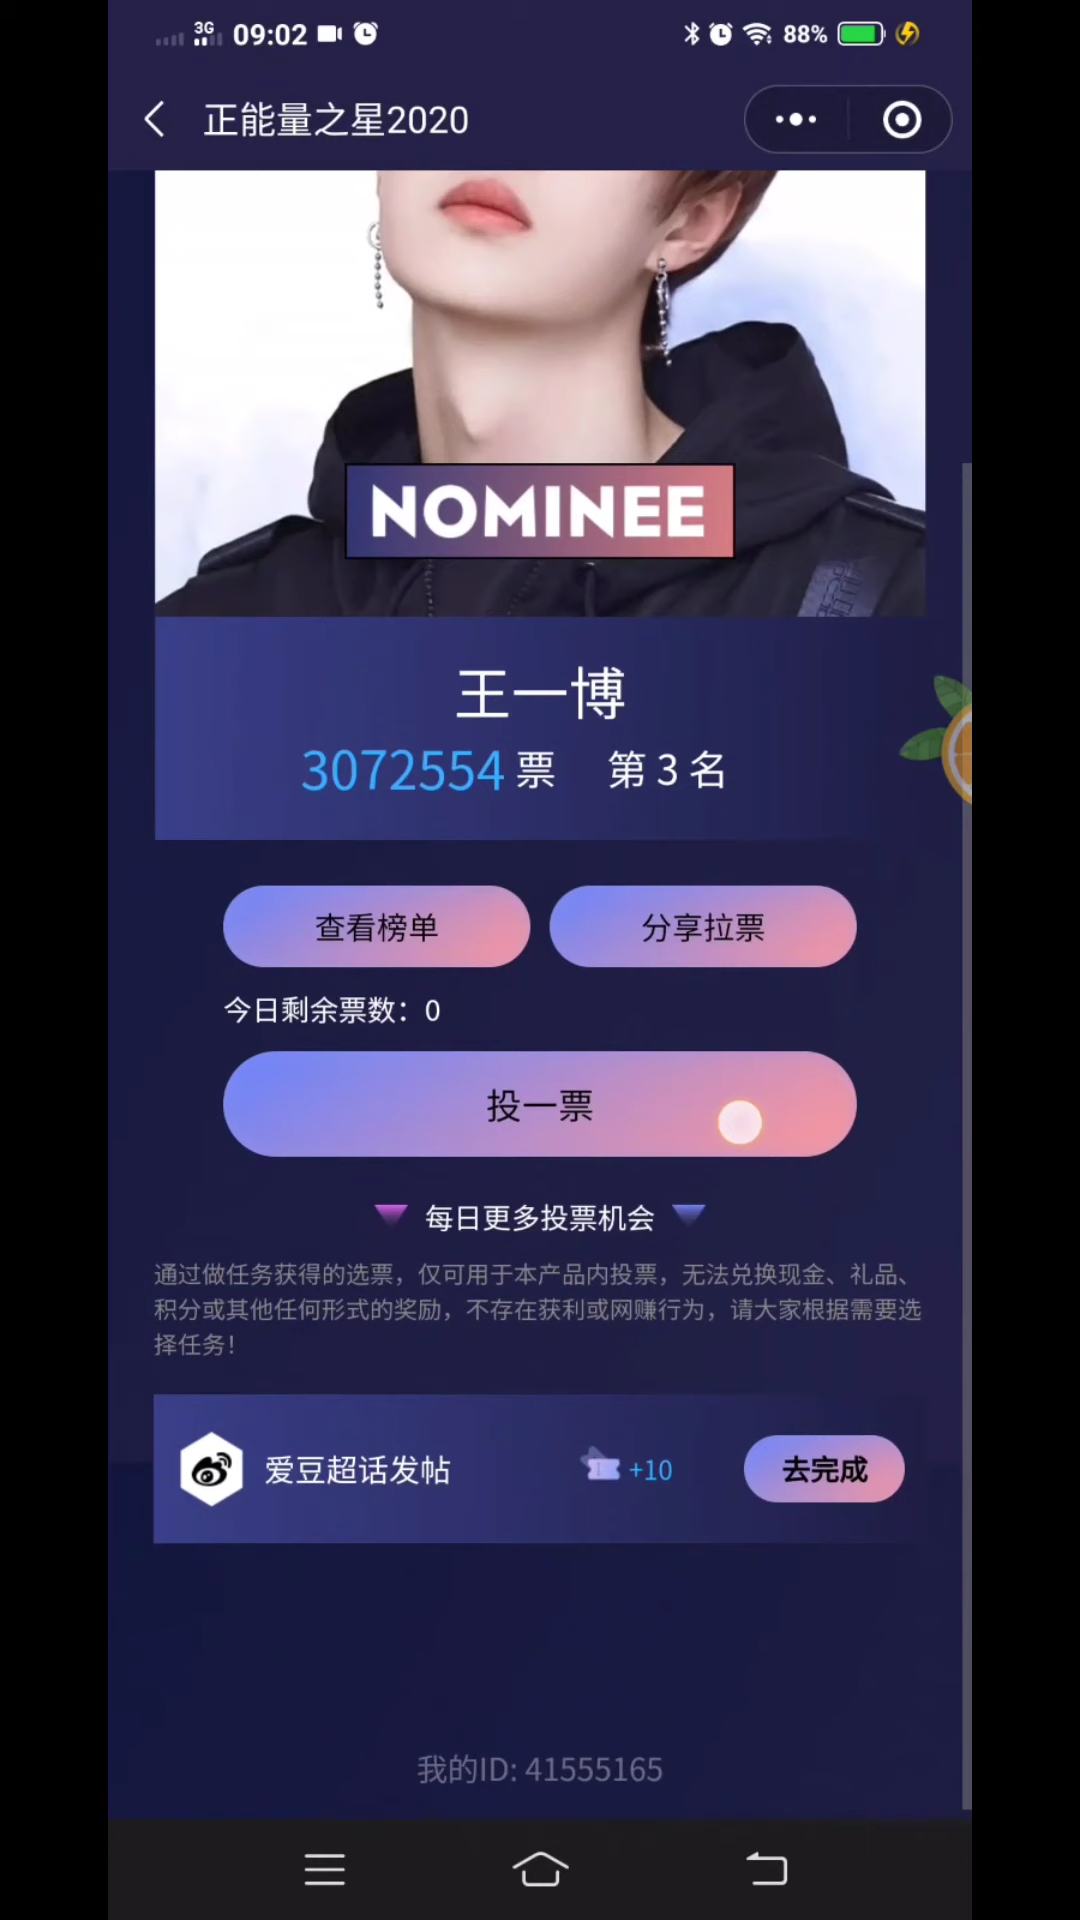 3G 09:02 88%
正能量之星2020
NOMINEE
王一博
3072554 票 第 3 名
查看榜单 分享拉票
今日剩余票数：0
投一票
每日更多投票机会
通过做任务获得的选票，仅可用于本产品内投票，无法兑换现金、礼品、
积分或其他任何形式的奖励，不存在获利或网赚行为，请大家根据需要选
择任务！
爱豆超话发帖 +10 去完成
我的ID: 41555165